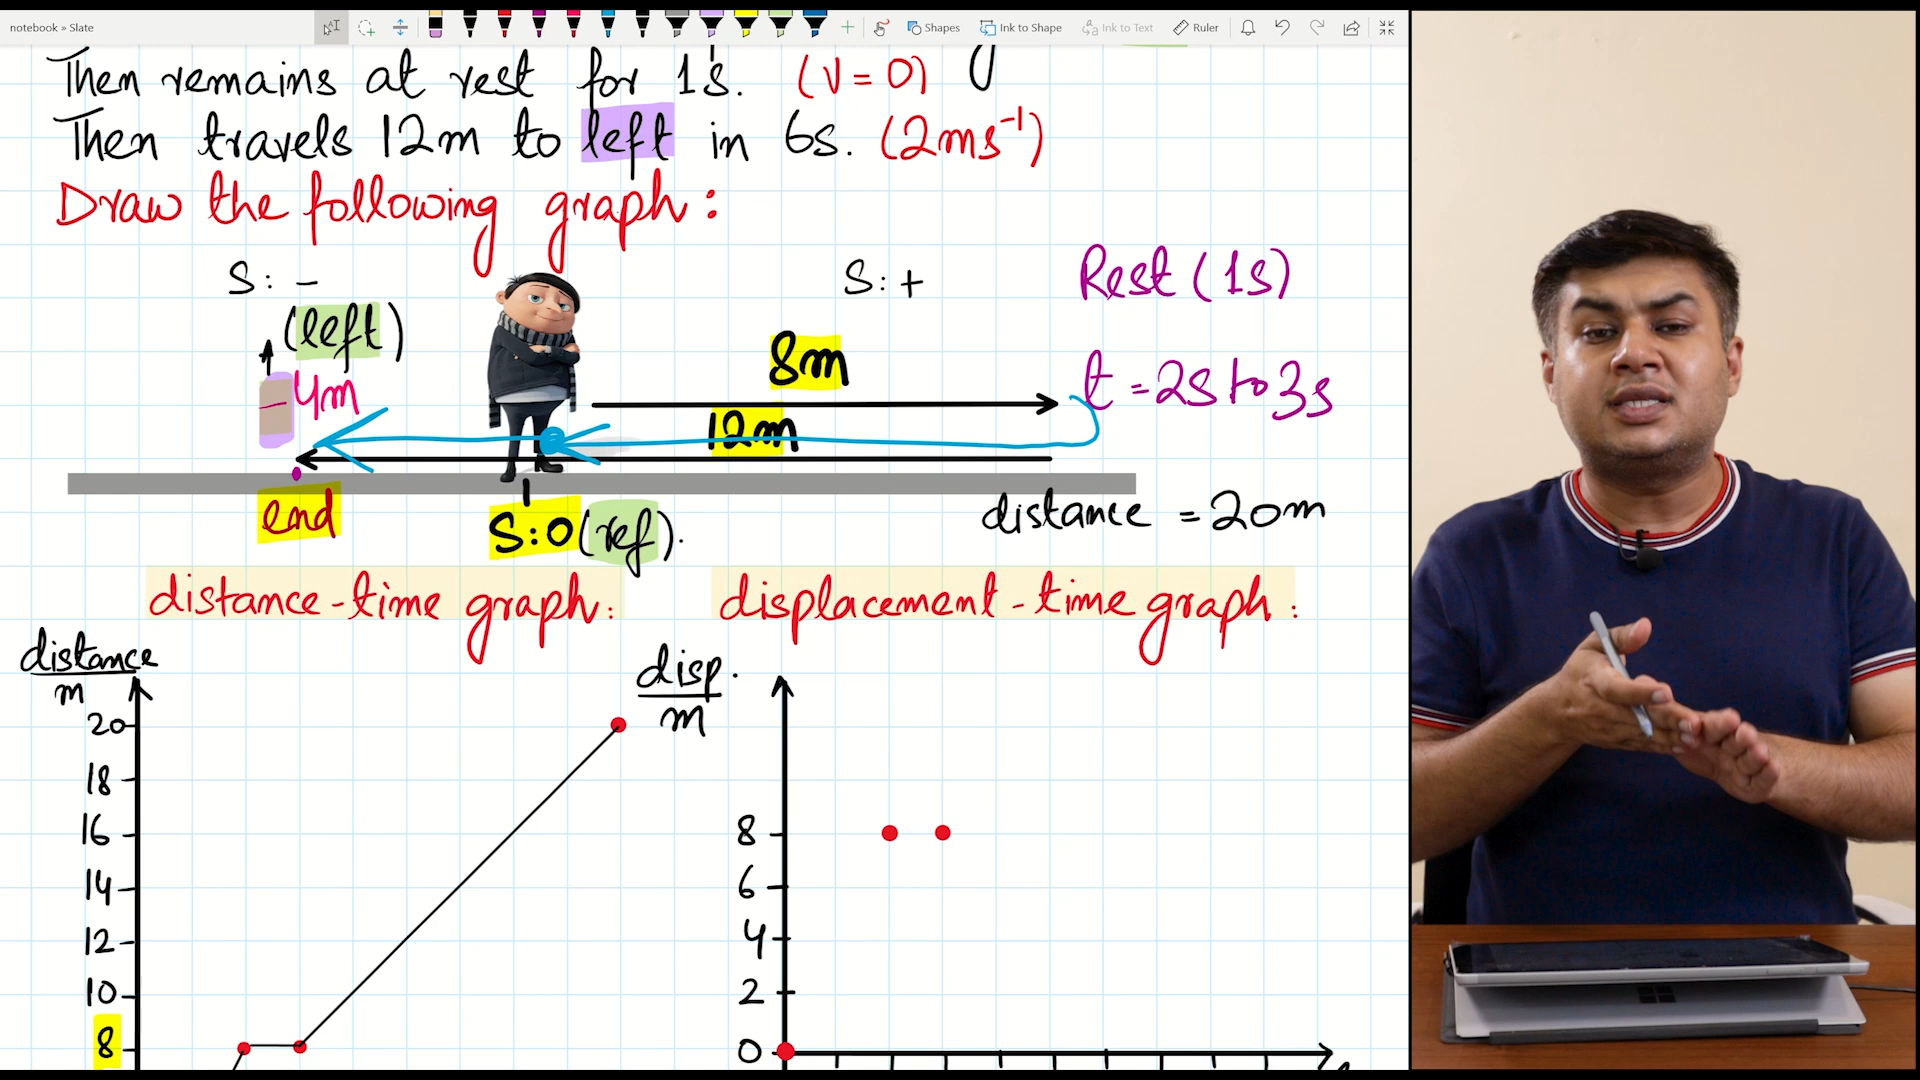 notebook » Slate
Shapes
Ink to Shape
Ink to Text
Ruler
Then remains at rest for 1s. (V=0)
Then travels 12m to left in 6s. (2ms⁻¹)
Draw the following graph:
S: -
S: +
Rest (1s)
(left)
8m
-4m
t = 2s to 3s
12m
end
S:0 (ref).
distance = 20m
distance-time graph:
displacement-time graph:
distance
m
disp.
m
20
18
16
14
12
10
8
8
6
4
2
0